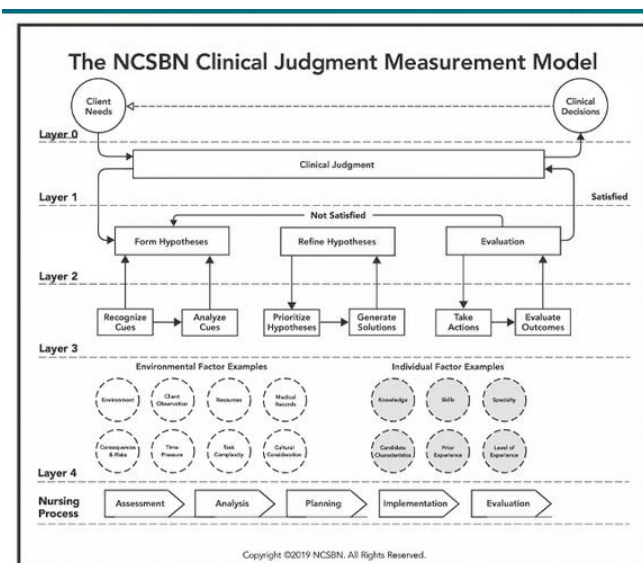 The NCSBN Clinical Judgment Measurement Model
Client
Needs
Clinical
Decisions
Layer 0
Clinical Judgment
Layer 1
Satisfied
Not Satisfied
Form Hypotheses
Refine Hypotheses
Evaluation
Layer 2
Recognize
Cues
Analyze
Cues
Prioritize
Hypotheses
Generate
Solutions
Take
Actions
Evaluate
Outcomes
Layer 3
Environmental Factor Examples
Individual Factor Examples
Environment
Client
Observation
Resources
Medical
Records
Knowledge
Skills
Specialty
Consequences
& Risks
Time
Pressure
Task
Complexity
Cultural
Consideration
Candidate
Characteristics
Prior
Experience
Level of
Experience
Layer 4
Nursing
Process
Assessment
Analysis
Planning
Implementation
Evaluation
Copyright ©2019 NCSBN. All Rights Reserved.